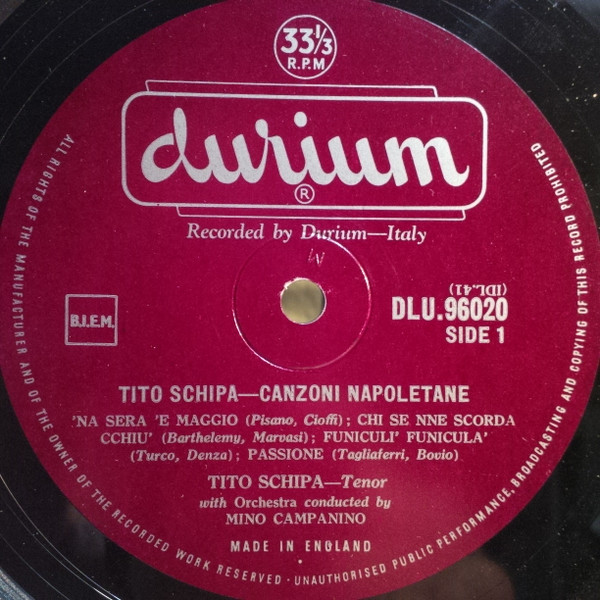 33⅓
R.P.M
durium
®
Recorded by Durium—Italy
B.I.E.M.
(IDL.41)
DLU.96020
SIDE 1
TITO SCHIPA—CANZONI NAPOLETANE
'NA SERA 'E MAGGIO (Pisano, Cioffi); CHI SE NNE SCORDA
CCHIU' (Barthelemy, Marvasi); FUNICULI' FUNICULA'
(Turco, Denza); PASSIONE (Tagliaferri, Bovio)
TITO SCHIPA—Tenor
with Orchestra conducted by
MINO CAMPANINO
MADE IN ENGLAND
ALL RIGHTS OF THE MANUFACTURER AND OF THE OWNER OF THE RECORDED WORK RESERVED · UNAUTHORISED PUBLIC PERFORMANCE, BROADCASTING AND COPYING OF THIS RECORD PROHIBITED